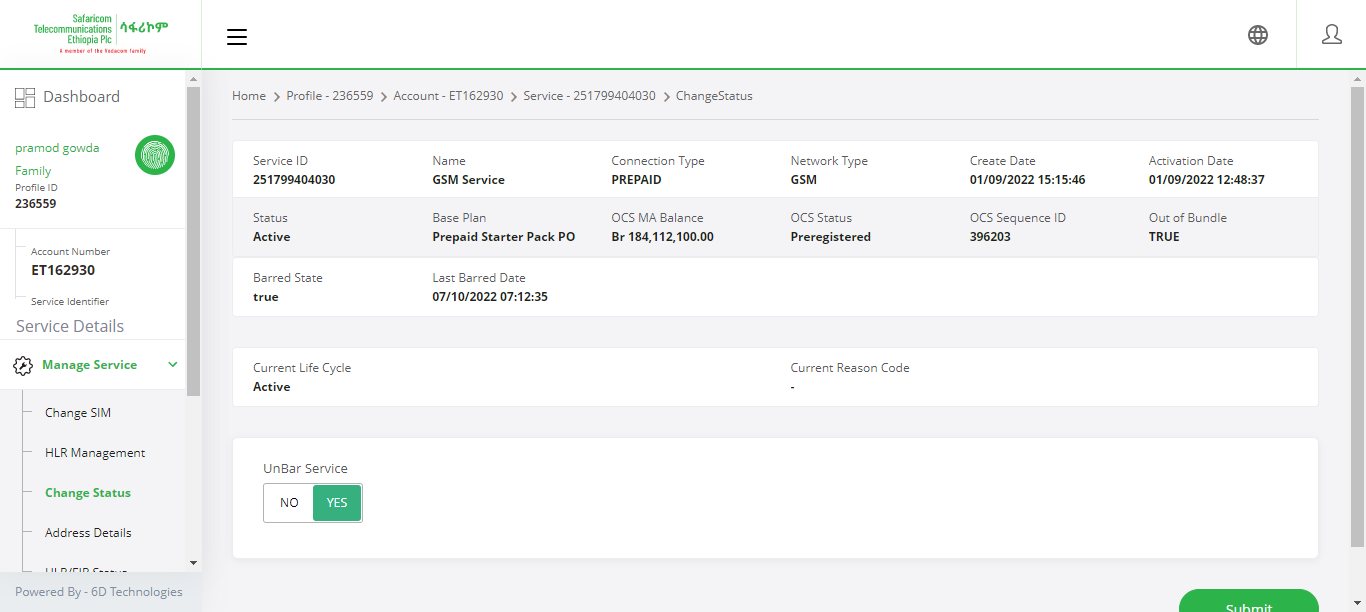 Safaricom
Telecommunications
Ethiopia Plc
ሳፋሪኮም
A member of the Vodacom family
Dashboard
pramod gowda
Family
Profile ID
236559
Account Number
ET162930
Service Identifier
Service Details
Manage Service
Change SIM
HLR Management
Change Status
Address Details
HLR/EIR Status
Powered By - 6D Technologies
Home > Profile - 236559 > Account - ET162930 > Service - 251799404030 > ChangeStatus
Service ID Name Connection Type Network Type Create Date Activation Date
251799404030 GSM Service PREPAID GSM 01/09/2022 15:15:46 01/09/2022 12:48:37
Status Base Plan OCS MA Balance OCS Status OCS Sequence ID Out of Bundle
Active Prepaid Starter Pack PO Br 184,112,100.00 Preregistered 396203 TRUE
Barred State Last Barred Date
true 07/10/2022 07:12:35
Current Life Cycle Current Reason Code
Active -
UnBar Service
NO YES
Submit